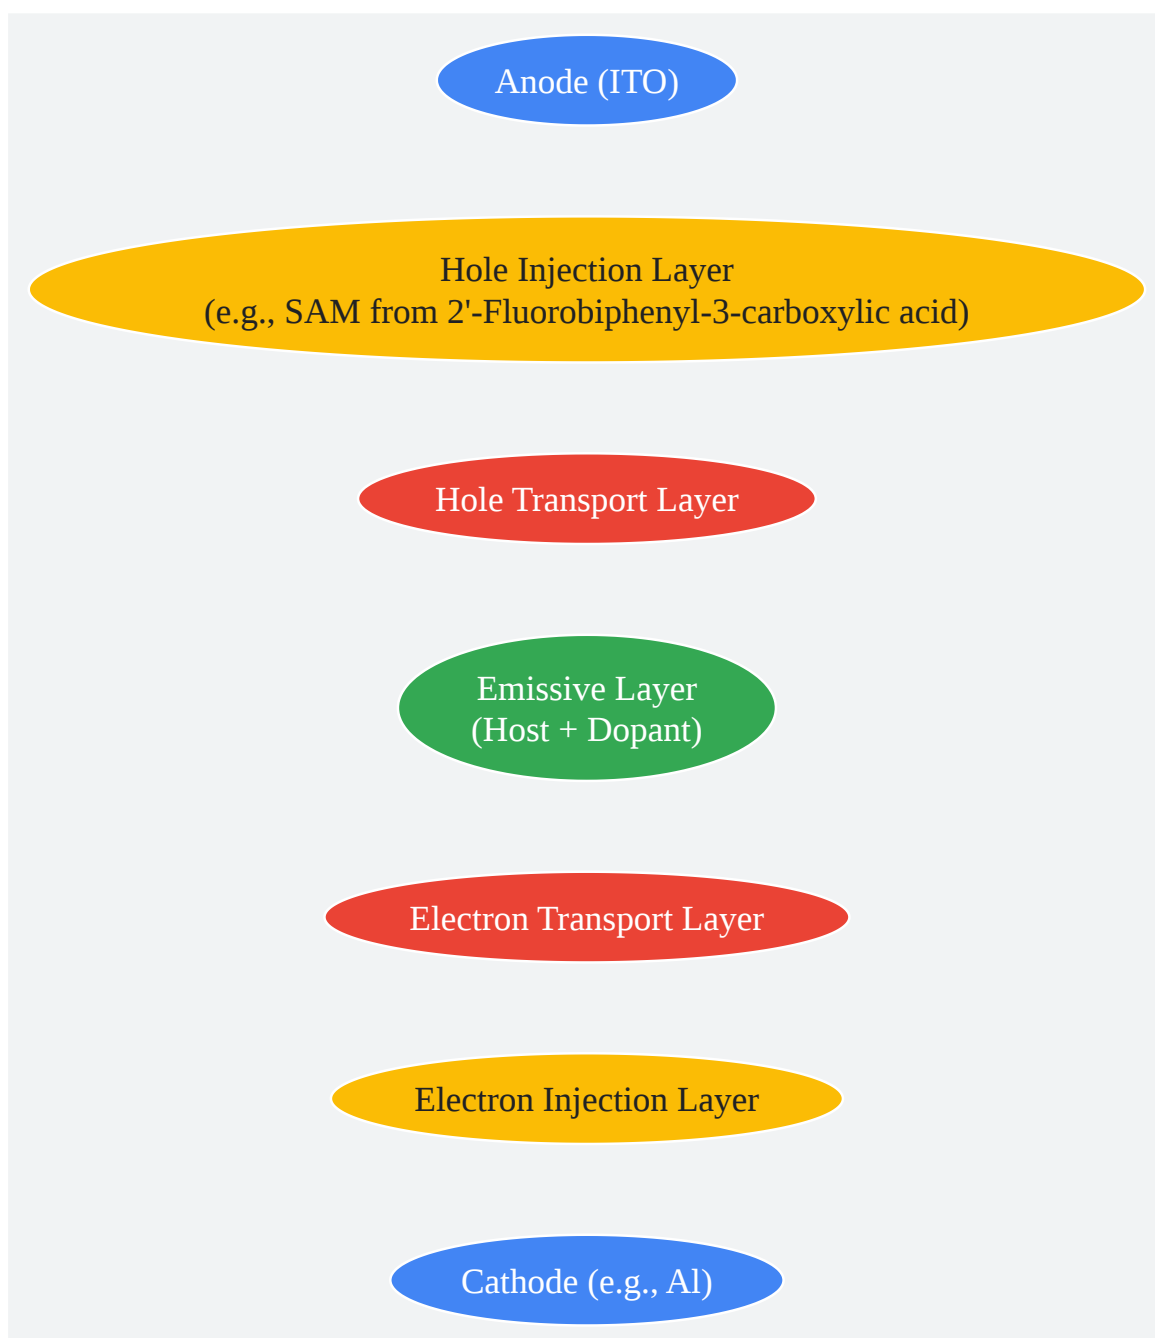 Anode (ITO)
Hole Injection Layer
(e.g., SAM from 2'-Fluorobiphenyl-3-carboxylic acid)
Hole Transport Layer
Emissive Layer
(Host + Dopant)
Electron Transport Layer
Electron Injection Layer
Cathode (e.g., Al)